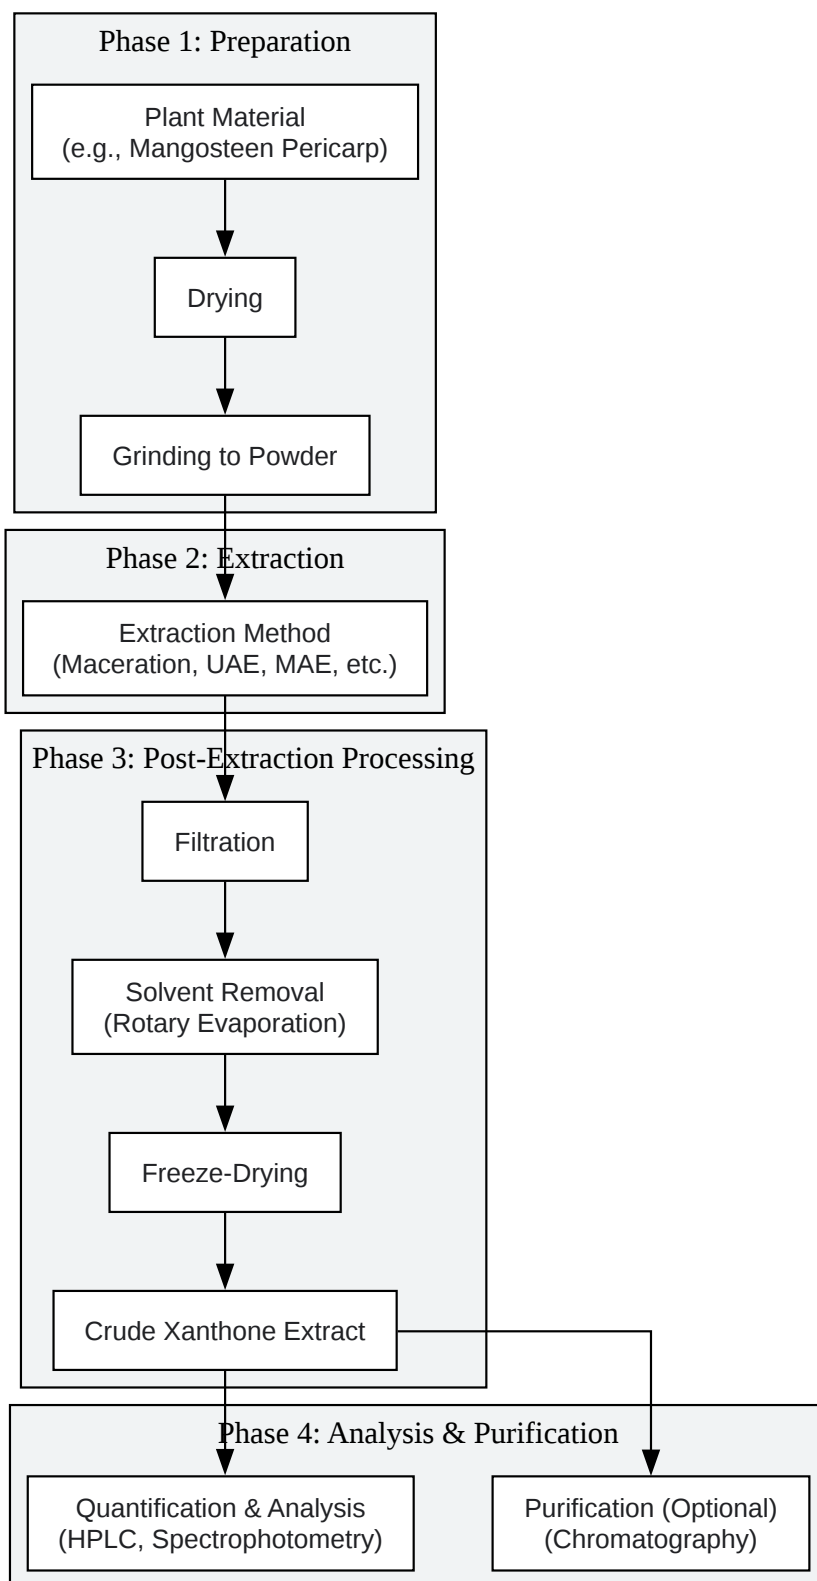 Phase 1: Preparation
Plant Material
(e.g., Mangosteen Pericarp)
Drying
Grinding to Powder
Phase 2: Extraction
Extraction Method
(Maceration, UAE, MAE, etc.)
Phase 3: Post-Extraction Processing
Filtration
Solvent Removal
(Rotary Evaporation)
Freeze-Drying
Crude Xanthone Extract
Phase 4: Analysis & Purification
Quantification & Analysis
(HPLC, Spectrophotometry)
Purification (Optional)
(Chromatography)